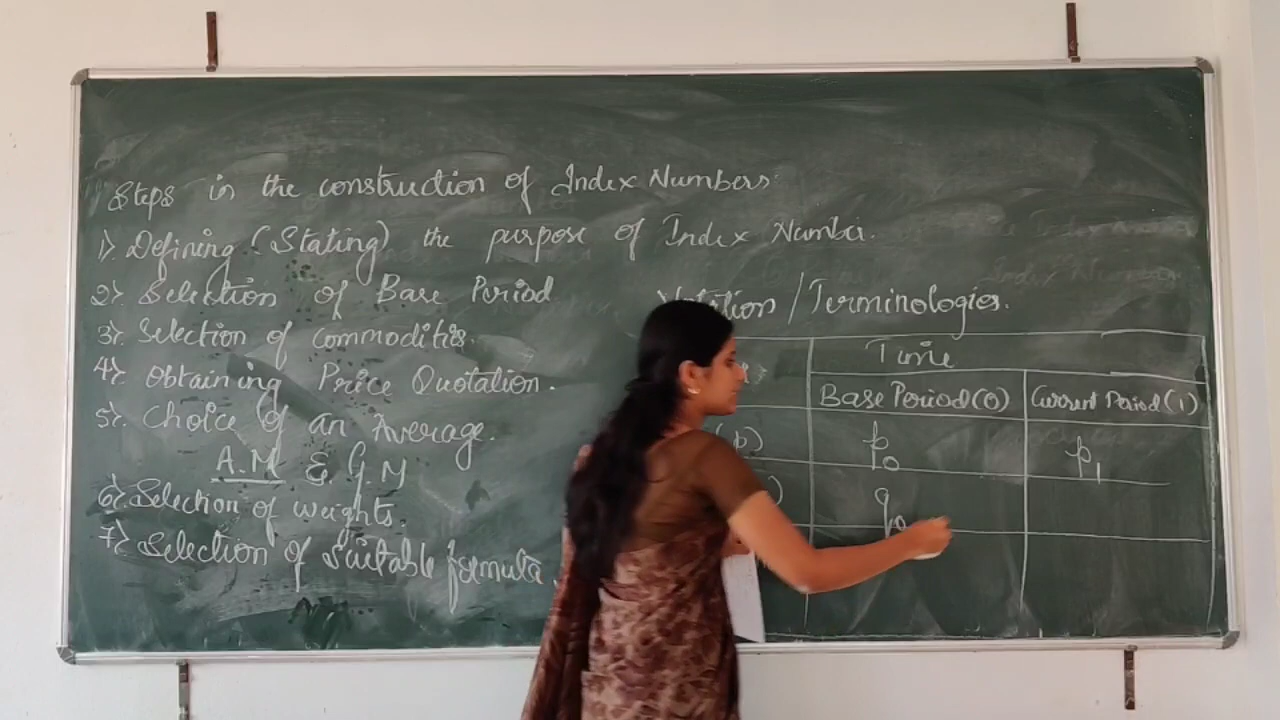 Steps in the construction of Index Numbers:
1). Defining (Stating) the purpose of Index Number.
2). Selection of Base Period
3). Selection of commodities.
4). Obtaining Price Quotation.
5). Choice of an Average.
A.M & G.M
6). Selection of weights.
7). Selection of suitable formula.
/Terminologies.
Time
Base Period (0) Current Period (1)
(p) p₀ p₁
) q₀